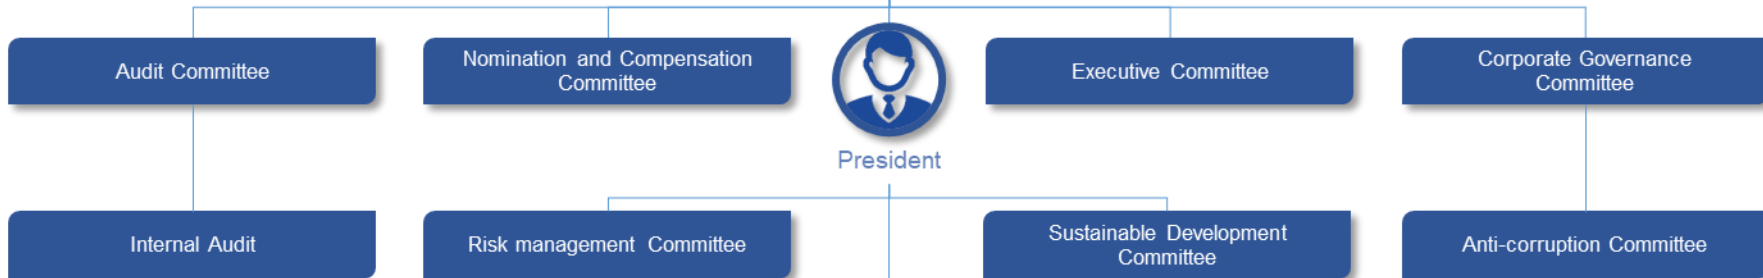 Audit Committee
Nomination and Compensation
Committee
Executive Committee
Corporate Governance
Committee
President
Internal Audit
Risk management Committee
Sustainable Development
Committee
Anti-corruption Committee